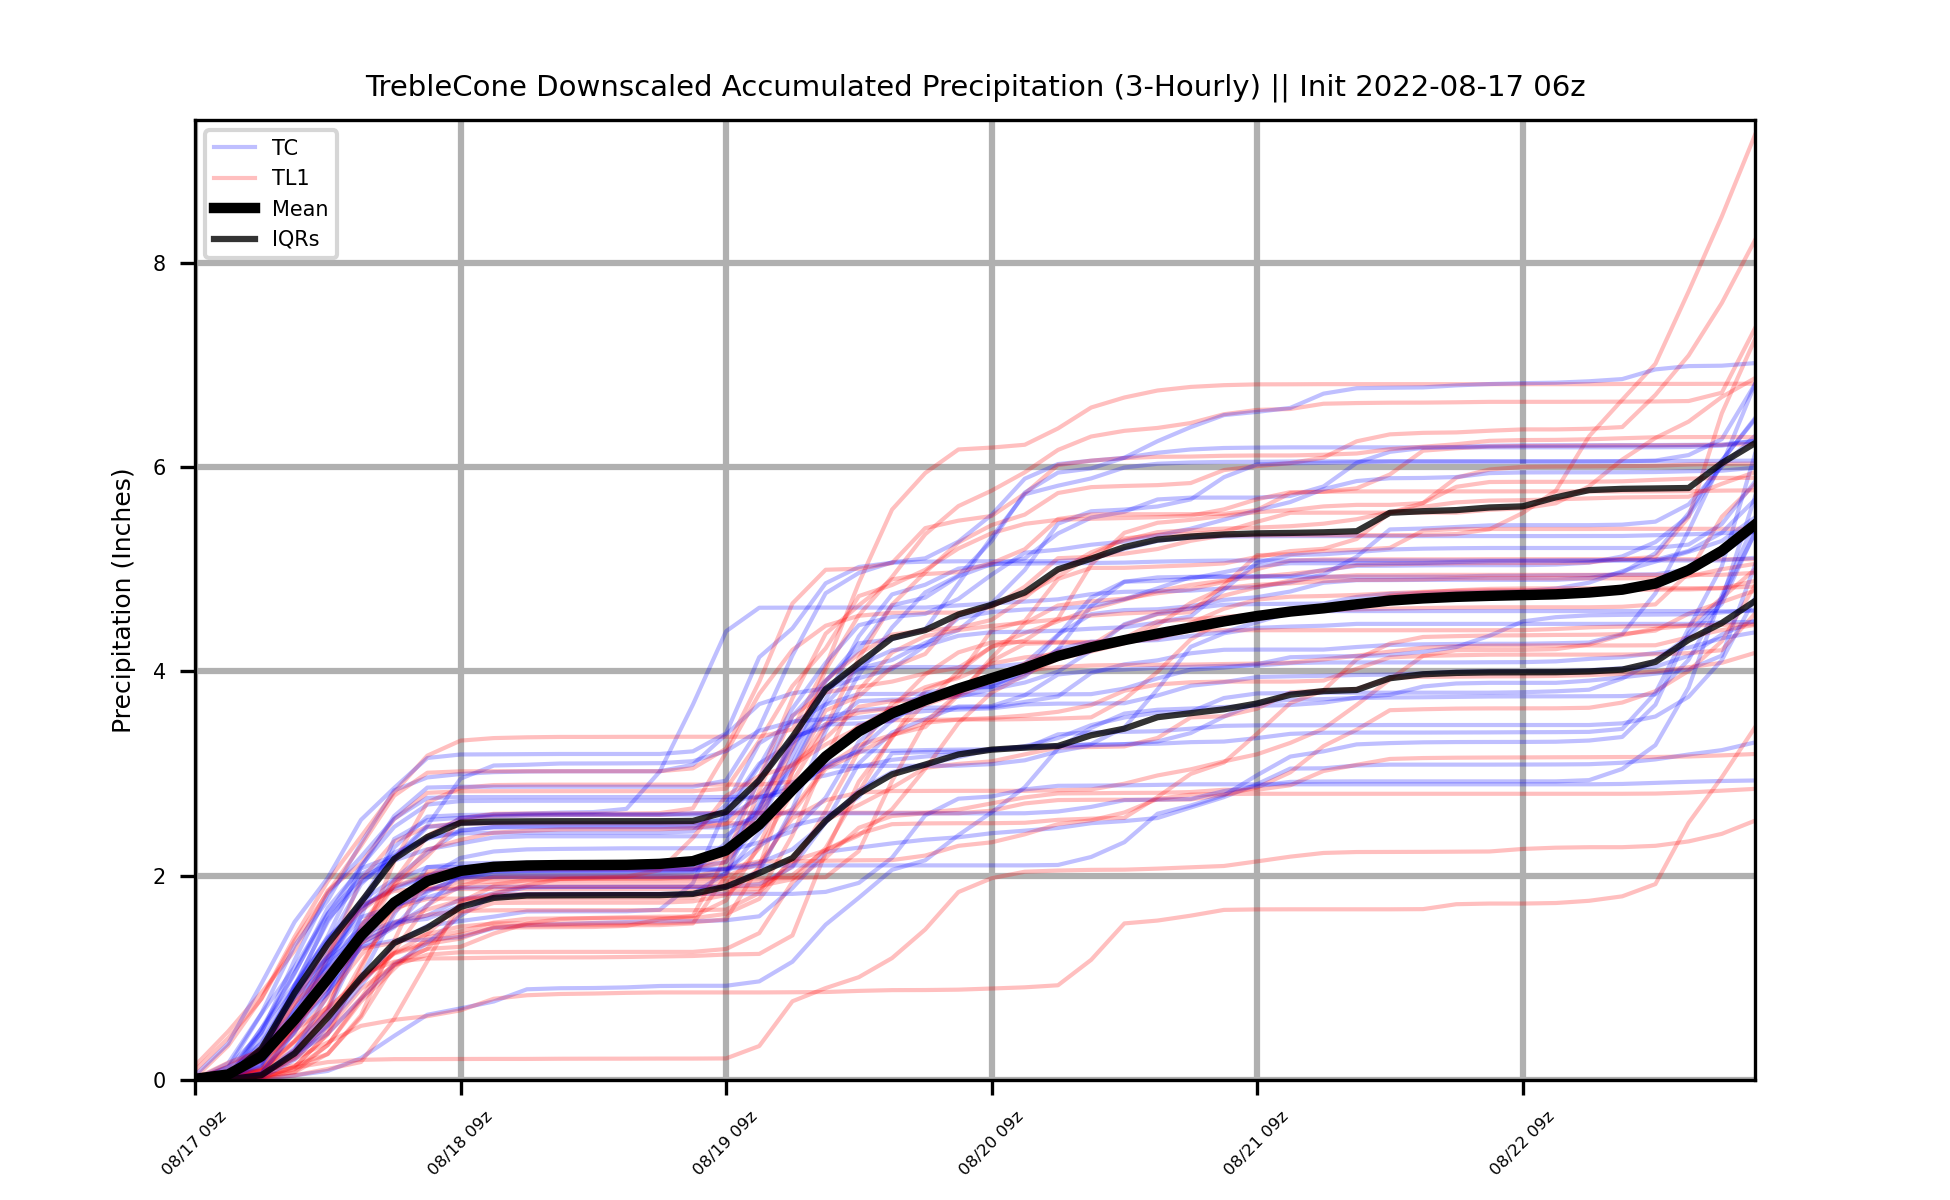 TrebleCone Downscaled Accumulated Precipitation (3-Hourly) || Init 2022-08-17 06z
TC
TL1
Mean
IQRs
Precipitation (Inches)
8
6
4
2
0
08/17 09z
08/18 09z
08/19 09z
08/20 09z
08/21 09z
08/22 09z